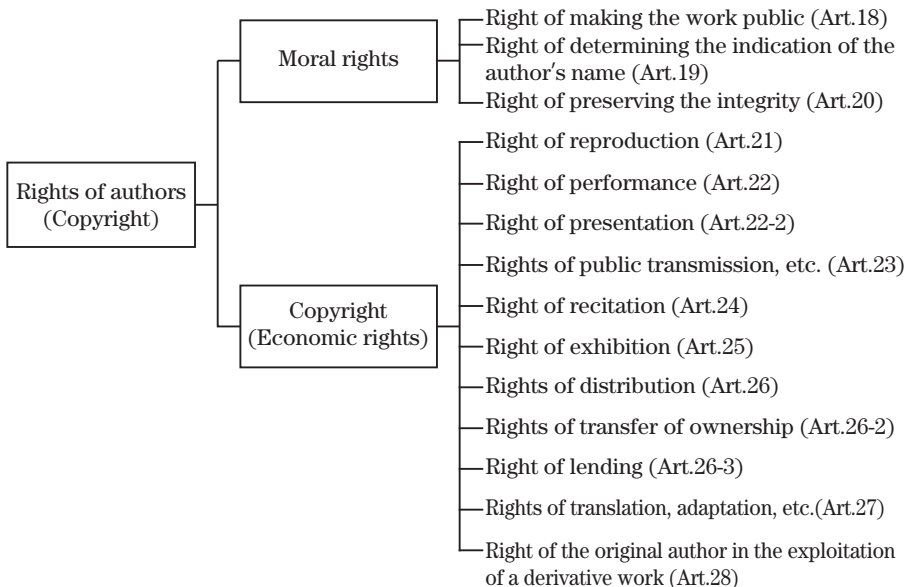 Rights of authors
(Copyright)
Moral rights
Right of making the work public (Art.18)
Right of determining the indication of the
author's name (Art.19)
Right of preserving the integrity (Art.20)
Copyright
(Economic rights)
Right of reproduction (Art.21)
Right of performance (Art.22)
Right of presentation (Art.22-2)
Rights of public transmission, etc. (Art.23)
Right of recitation (Art.24)
Right of exhibition (Art.25)
Rights of distribution (Art.26)
Rights of transfer of ownership (Art.26-2)
Right of lending (Art.26-3)
Rights of translation, adaptation, etc.(Art.27)
Right of the original author in the exploitation
of a derivative work (Art.28)